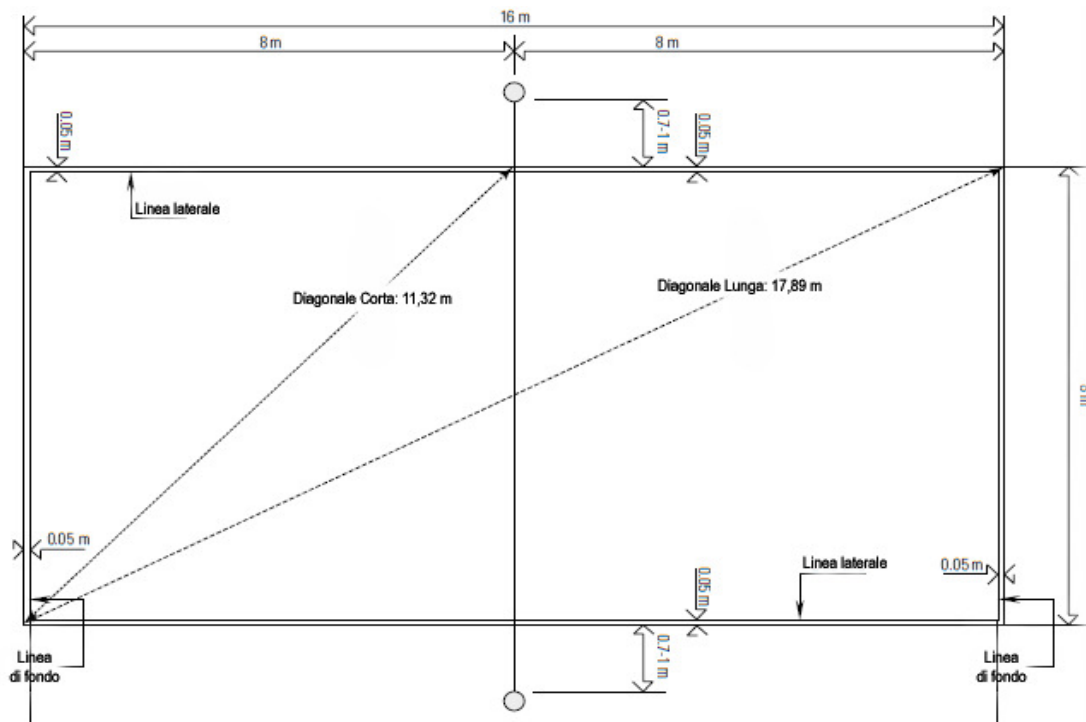 16 m
8 m
8 m
0.05 m
0.7-1 m
0.05 m
Linea laterale
Diagonale Corta: 11,32 m
Diagonale Lunga: 17,89 m
0.05 m
Linea laterale
0.05 m
0.05 m
0.7-1 m
Linea
di fondo
Linea
di fondo